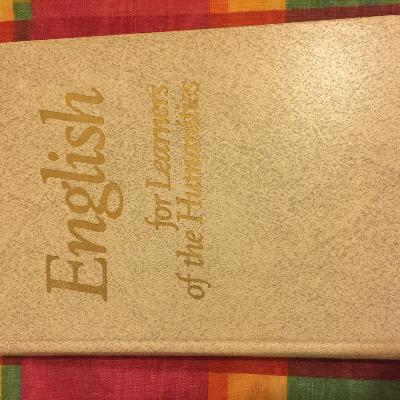 English
for Learners
of the Humanities